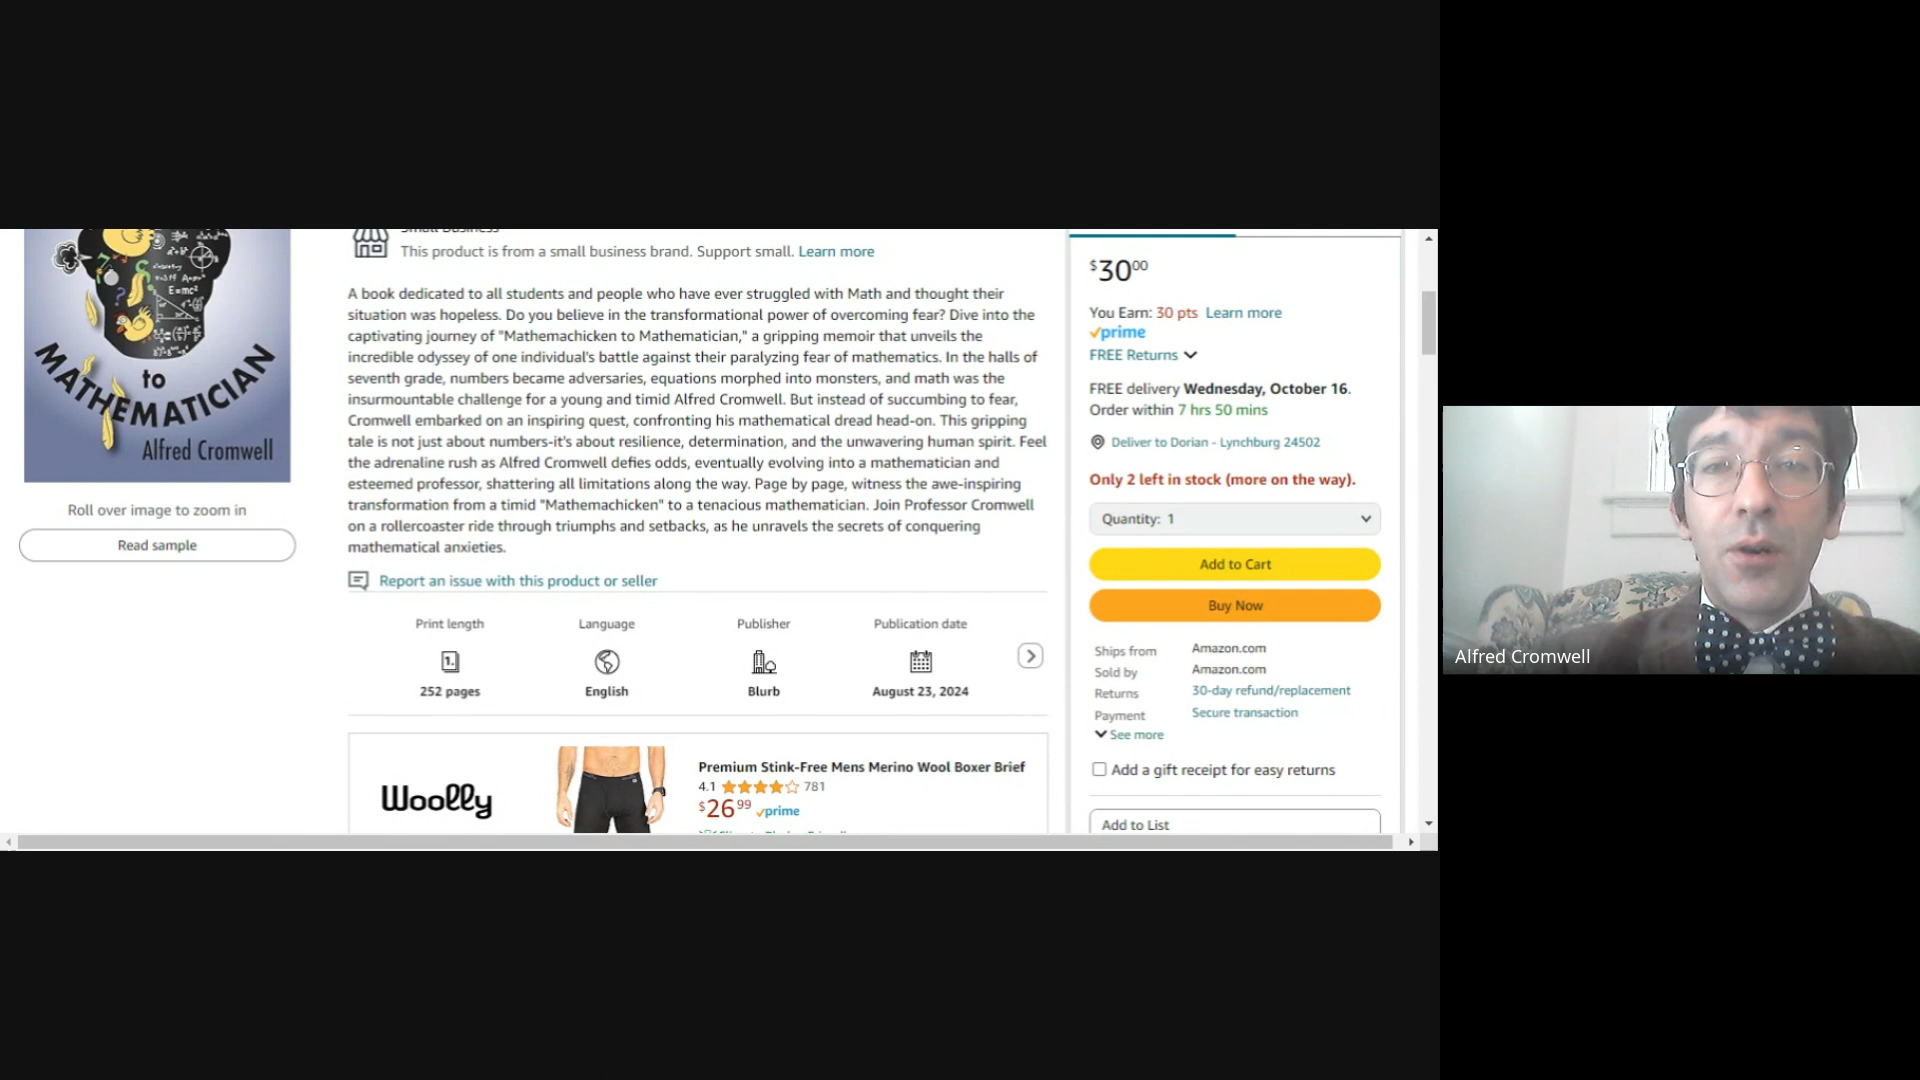 MATHEMATICIAN
to
Alfred Cromwell
E=mc²
Roll over image to zoom in
Read sample
Small Business
This product is from a small business brand. Support small. Learn more
A book dedicated to all students and people who have ever struggled with Math and thought their
situation was hopeless. Do you believe in the transformational power of overcoming fear? Dive into the
captivating journey of "Mathemachicken to Mathematician," a gripping memoir that unveils the
incredible odyssey of one individual's battle against their paralyzing fear of mathematics. In the halls of
seventh grade, numbers became adversaries, equations morphed into monsters, and math was the
insurmountable challenge for a young and timid Alfred Cromwell. But instead of succumbing to fear,
Cromwell embarked on an inspiring quest, confronting his mathematical dread head-on. This gripping
tale is not just about numbers-it's about resilience, determination, and the unwavering human spirit. Feel
the adrenaline rush as Alfred Cromwell defies odds, eventually evolving into a mathematician and
esteemed professor, shattering all limitations along the way. Page by page, witness the awe-inspiring
transformation from a timid "Mathemachicken" to a tenacious mathematician. Join Professor Cromwell
on a rollercoaster ride through triumphs and setbacks, as he unravels the secrets of conquering
mathematical anxieties.
Report an issue with this product or seller
Print length
Language
Publisher
Publication date
252 pages
English
Blurb
August 23, 2024
Woolly
Premium Stink-Free Mens Merino Wool Boxer Brief
4.1 781
$26 99 prime
$30 00
You Earn: 30 pts Learn more
prime
FREE Returns
FREE delivery Wednesday, October 16.
Order within 7 hrs 50 mins
Deliver to Dorian - Lynchburg 24502
Only 2 left in stock (more on the way).
Quantity: 1
Add to Cart
Buy Now
Ships from Amazon.com
Sold by Amazon.com
Returns 30-day refund/replacement
Payment Secure transaction
See more
Add a gift receipt for easy returns
Add to List
Alfred Cromwell